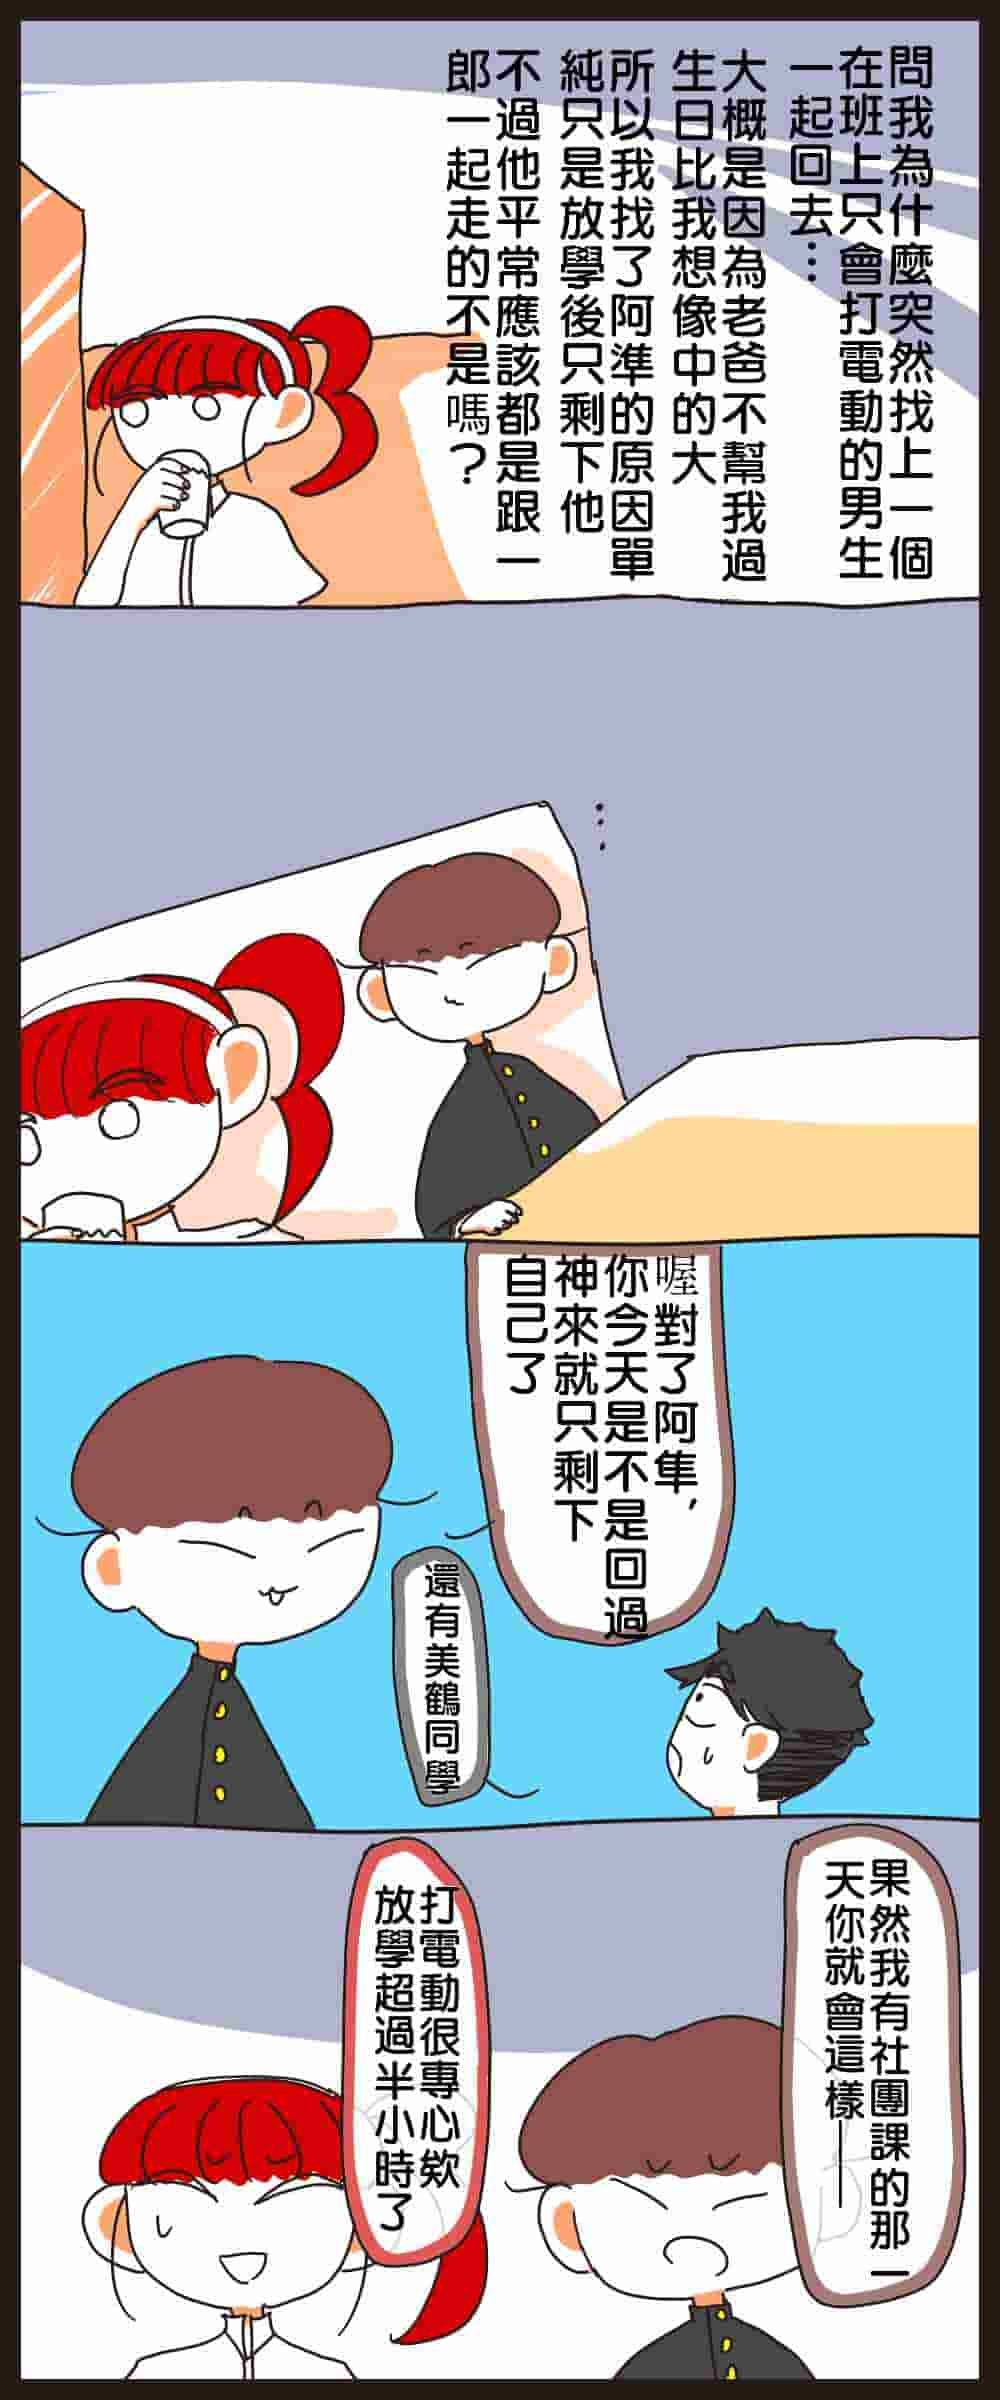 問我為什麼突然找上一個
在班上只會打電動的男生
一起回去…
大概是因為老爸不幫我過
生日比我想像中的大
所以我找了阿準的原因單
純只是放學後只剩下他
不過他平常應該都是跟一
郎一起走的不是嗎？
…
喔對了阿隼，
你今天是不是回過
神來就只剩下
自己了
還有美鶴同學
果然我有社團課的那一
天你就會這樣——
打電動很專心欸
放學超過半小時了